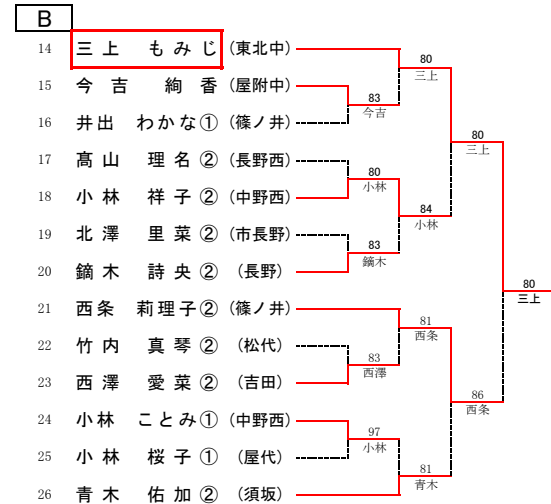 B
14 三上 もみじ (東北中)
15 今吉 絢香 (屋附中)
16 井出 わかな① (篠ノ井)
17 髙山 理名② (長野西)
18 小林 祥子② (中野西)
19 北澤 里菜② (市長野)
20 鏑木 詩央② (長野)
21 西条 莉理子② (篠ノ井)
22 竹内 真琴② (松代)
23 西澤 愛菜② (吉田)
24 小林 ことみ① (中野西)
25 小林 桜子① (屋代)
26 青木 佑加② (須坂)
83
今吉
80
小林
83
鏑木
83
西澤
97
小林
80
三上
84
小林
81
西条
81
青木
80
三上
86
西条
80
三上